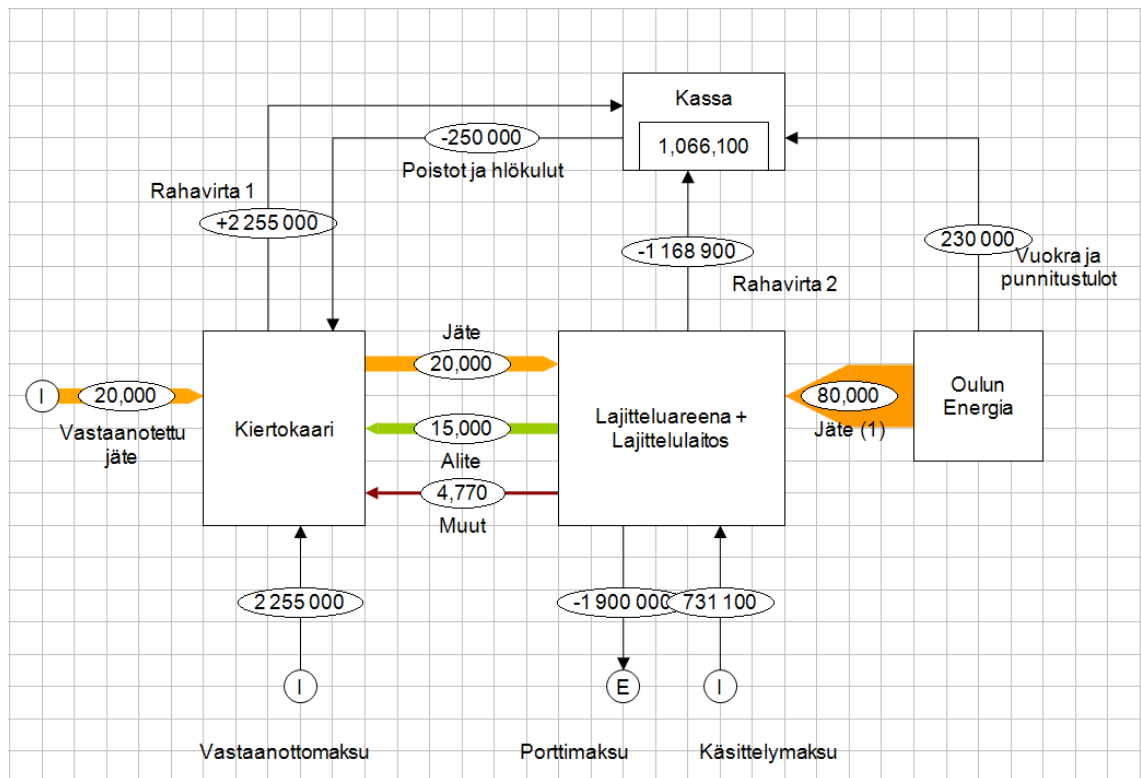 Kassa
1,066,100
-250 000
Poistot ja hlökulut
Rahavirta 1
+2 255 000
-1 168 900
Rahavirta 2
230 000
Vuokra ja
punnitustulot
I
20,000
Vastaanotettu
jäte
Kiertokaari
Jäte
20,000
15,000
Alite
4,770
Muut
Lajitteluareena +
Lajittelulaitos
80,000
Jäte (1)
Oulun
Energia
2 255 000
-1 900 000
731 100
I
E
I
Vastaanottomaksu
Porttimaksu
Käsittelymaksu